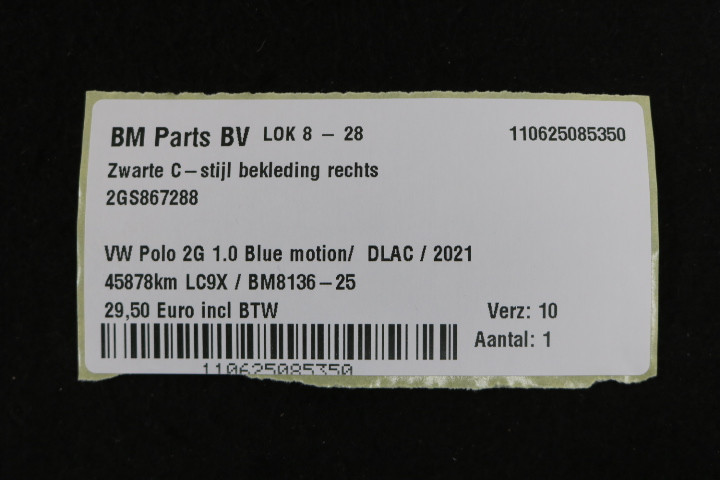 BM Parts BV LOK 8 - 28 110625085350
Zwarte C-stijl bekleding rechts
2GS867288
VW Polo 2G 1.0 Blue motion/ DLAC / 2021
45878km LC9X / BM8136-25
29,50 Euro incl BTW Verz: 10
Aantal: 1
110625085350